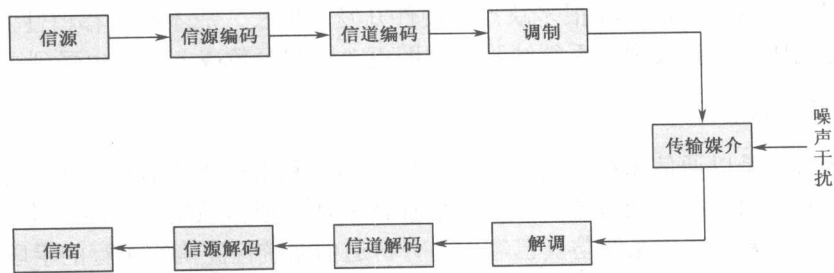 信源
信源编码
信道编码
调制
传输媒介
噪声干扰
信宿
信源解码
信道解码
解调